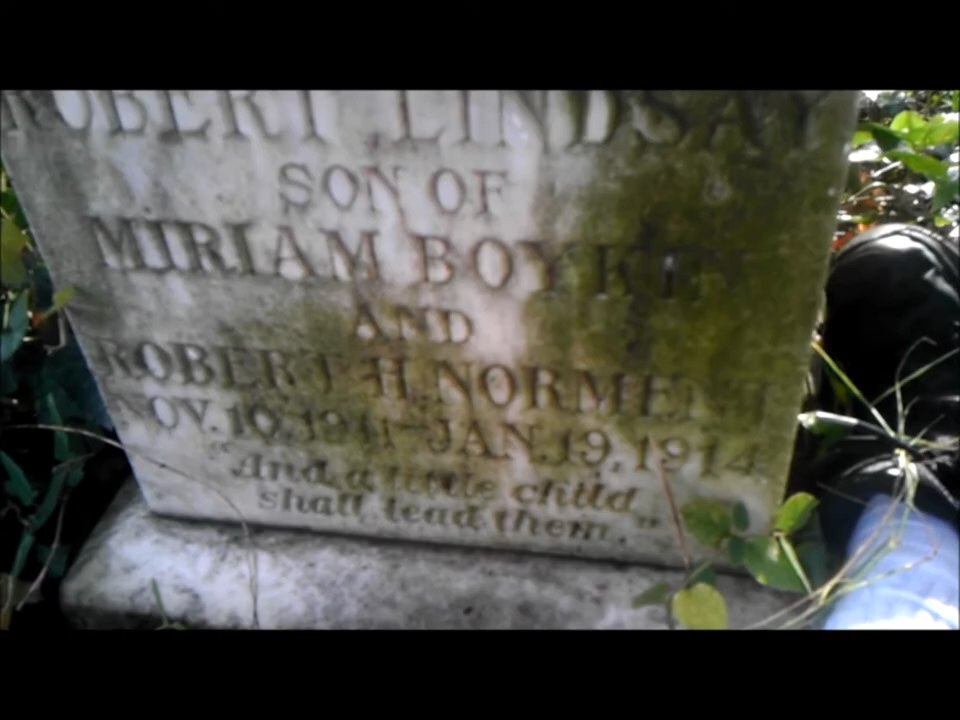 ROBERT LINDSAY
SON OF
MIRIAM BOYKIN
AND
ROBERT H. NORMENT
NOV. 10, 1911 – JAN. 19, 1914
"And a little child
shall lead them."